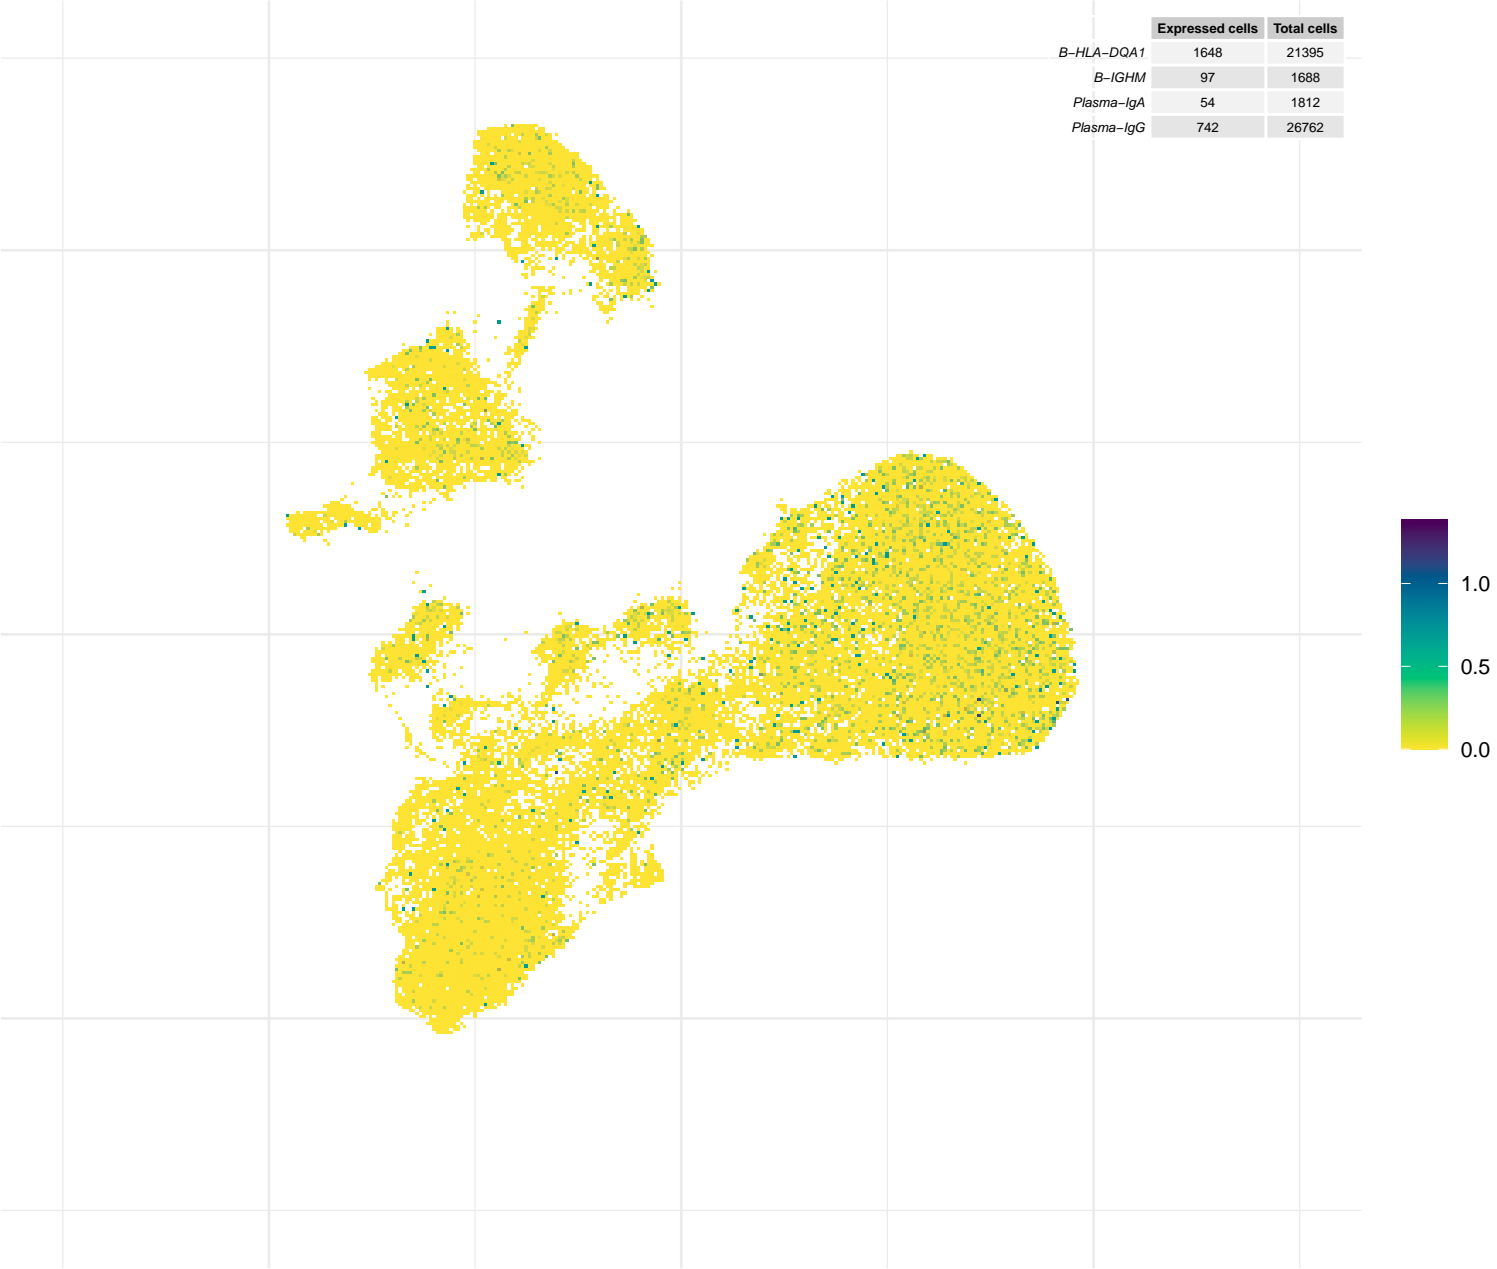 Expressed cells Total cells
B−HLA−DQA1 1648 21395
B−IGHM 97 1688
Plasma−IgA 54 1812
Plasma−IgG 742 26762
1.0
0.5
0.0